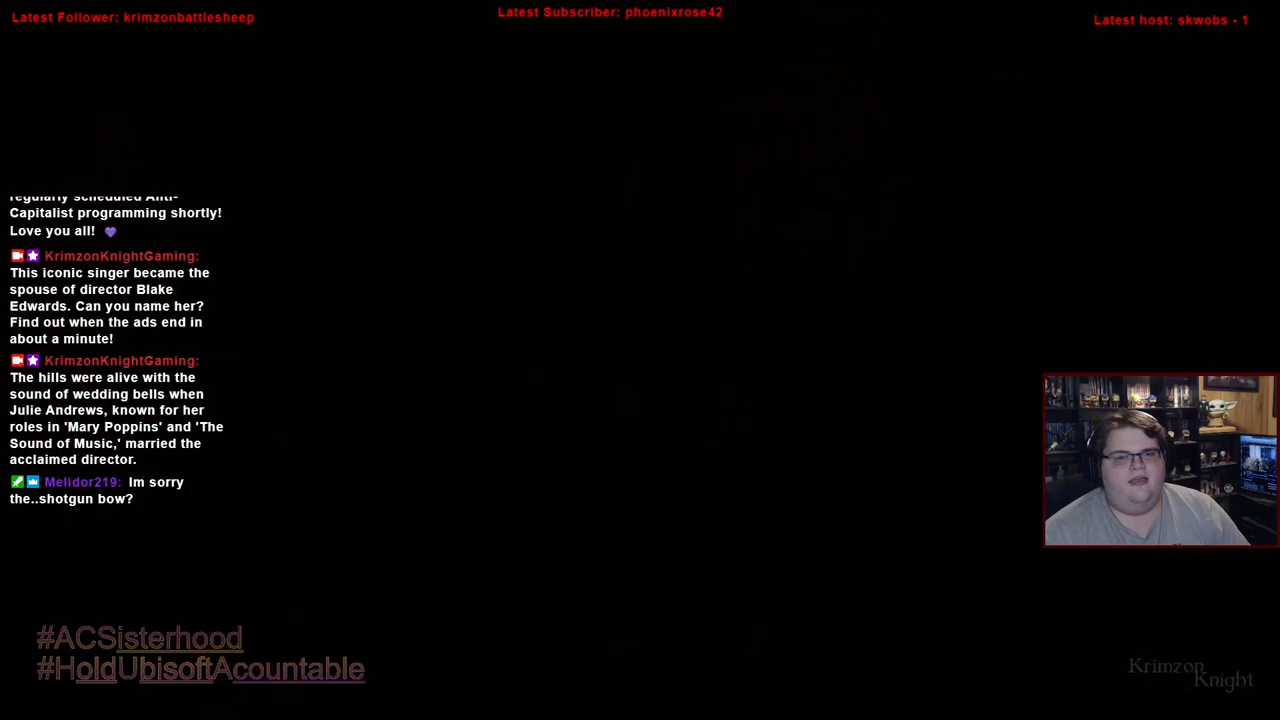 Latest Follower: krimzonbattlesheep
Latest Subscriber: phoenixrose42
Latest host: skwobs - 1
regularly scheduled Anti-
Capitalist programming shortly!
Love you all!
KrimzonKnightGaming:
This iconic singer became the
spouse of director Blake
Edwards. Can you name her?
Find out when the ads end in
about a minute!
KrimzonKnightGaming:
The hills were alive with the
sound of wedding bells when
Julie Andrews, known for her
roles in 'Mary Poppins' and 'The
Sound of Music,' married the
acclaimed director.
Melidor219: Im sorry
the..shotgun bow?
#ACSisterhood
#HoldUbisoftAcountable
Krimzon
Knight